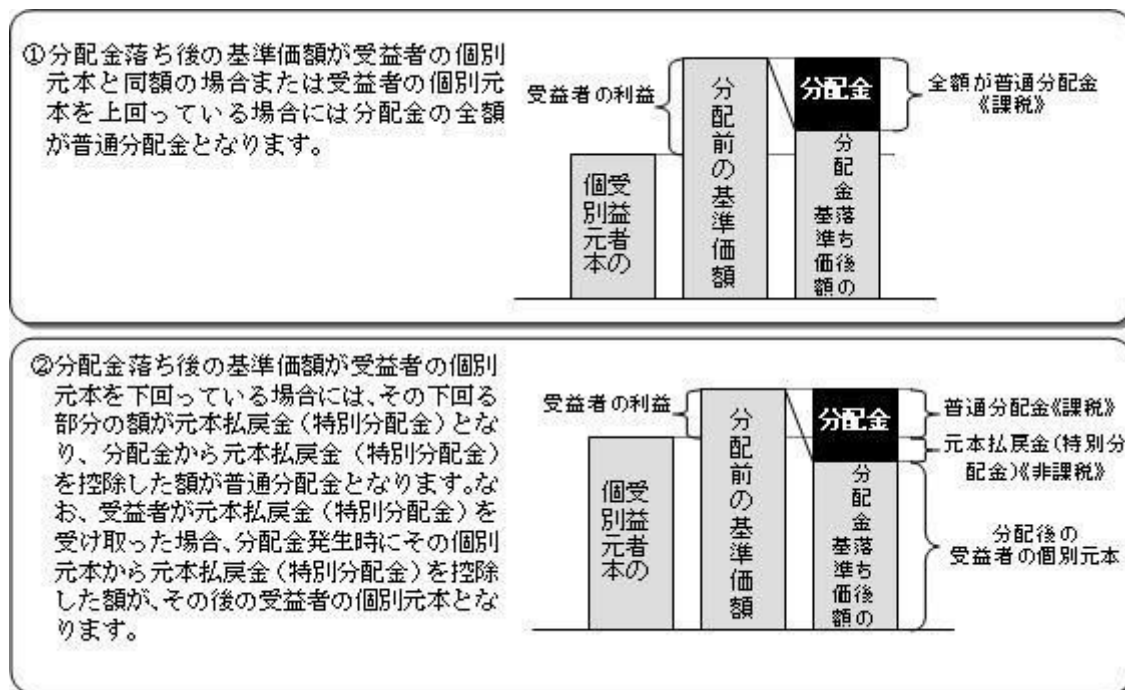 ①分配金落ち後の基準価額が受益者の個別
元本と同額の場合または受益者の個別元
本を上回っている場合には分配金の全額
が普通分配金となります。
受益者の利益
受益者の
個別元本
分配前の基準価額
分配金
分配金落ち後の
基準価額
全額が普通分配金
《課税》
②分配金落ち後の基準価額が受益者の個別
元本を下回っている場合には、その下回る
部分の額が元本払戻金(特別分配金)とな
り、分配金から元本払戻金(特別分配金)
を控除した額が普通分配金となります。な
お、受益者が元本払戻金(特別分配金)を
受け取った場合、分配金発生時にその個別
元本から元本払戻金(特別分配金)を控除
した額が、その後の受益者の個別元本とな
ります。
受益者の利益
受益者の
個別元本
分配前の基準価額
分配金
分配金落ち後の
基準価額
普通分配金《課税》
元本払戻金(特別分
配金)《非課税》
分配後の
受益者の個別元本